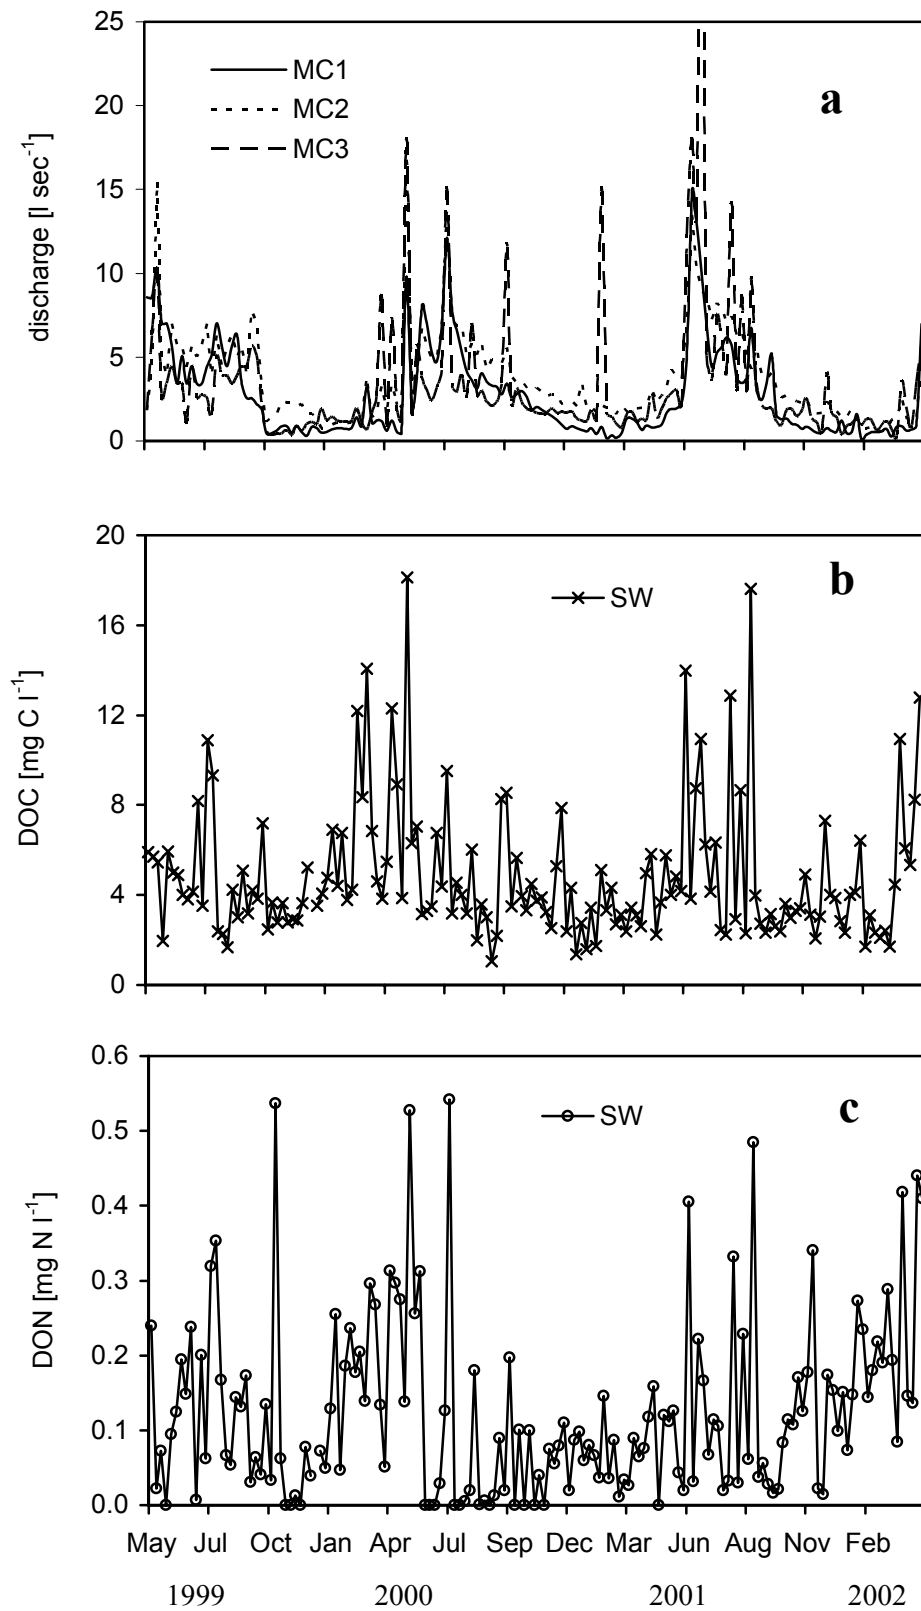 25
20
15
10
5
0
discharge [l sec-1]
MC1
MC2
MC3
a
20
16
12
8
4
0
DOC [mg C l-1]
SW
b
0.6
0.5
0.4
0.3
0.2
0.1
0.0
DON [mg N l-1]
SW
c
May Jul Oct Jan Apr Jul Sep Dec Mar Jun Aug Nov Feb
1999 2000 2001 2002